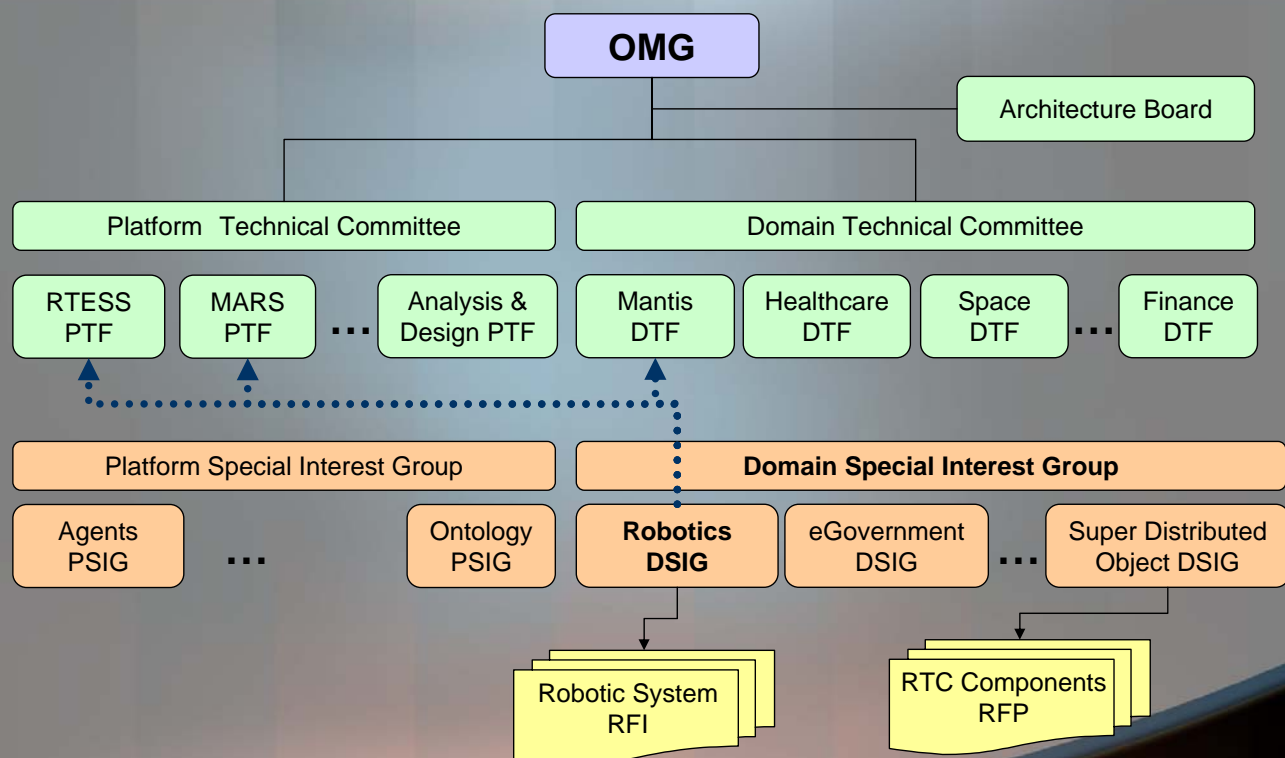 OMG
Architecture Board
Platform Technical Committee
Domain Technical Committee
RTESS
PTF
MARS
PTF
...
Analysis &
Design PTF
Mantis
DTF
Healthcare
DTF
Space
DTF
...
Finance
DTF
Platform Special Interest Group
Domain Special Interest Group
Agents
PSIG
...
Ontology
PSIG
Robotics
DSIG
eGovernment
DSIG
...
Super Distributed
Object DSIG
Robotic System
RFI
RTC Components
RFP